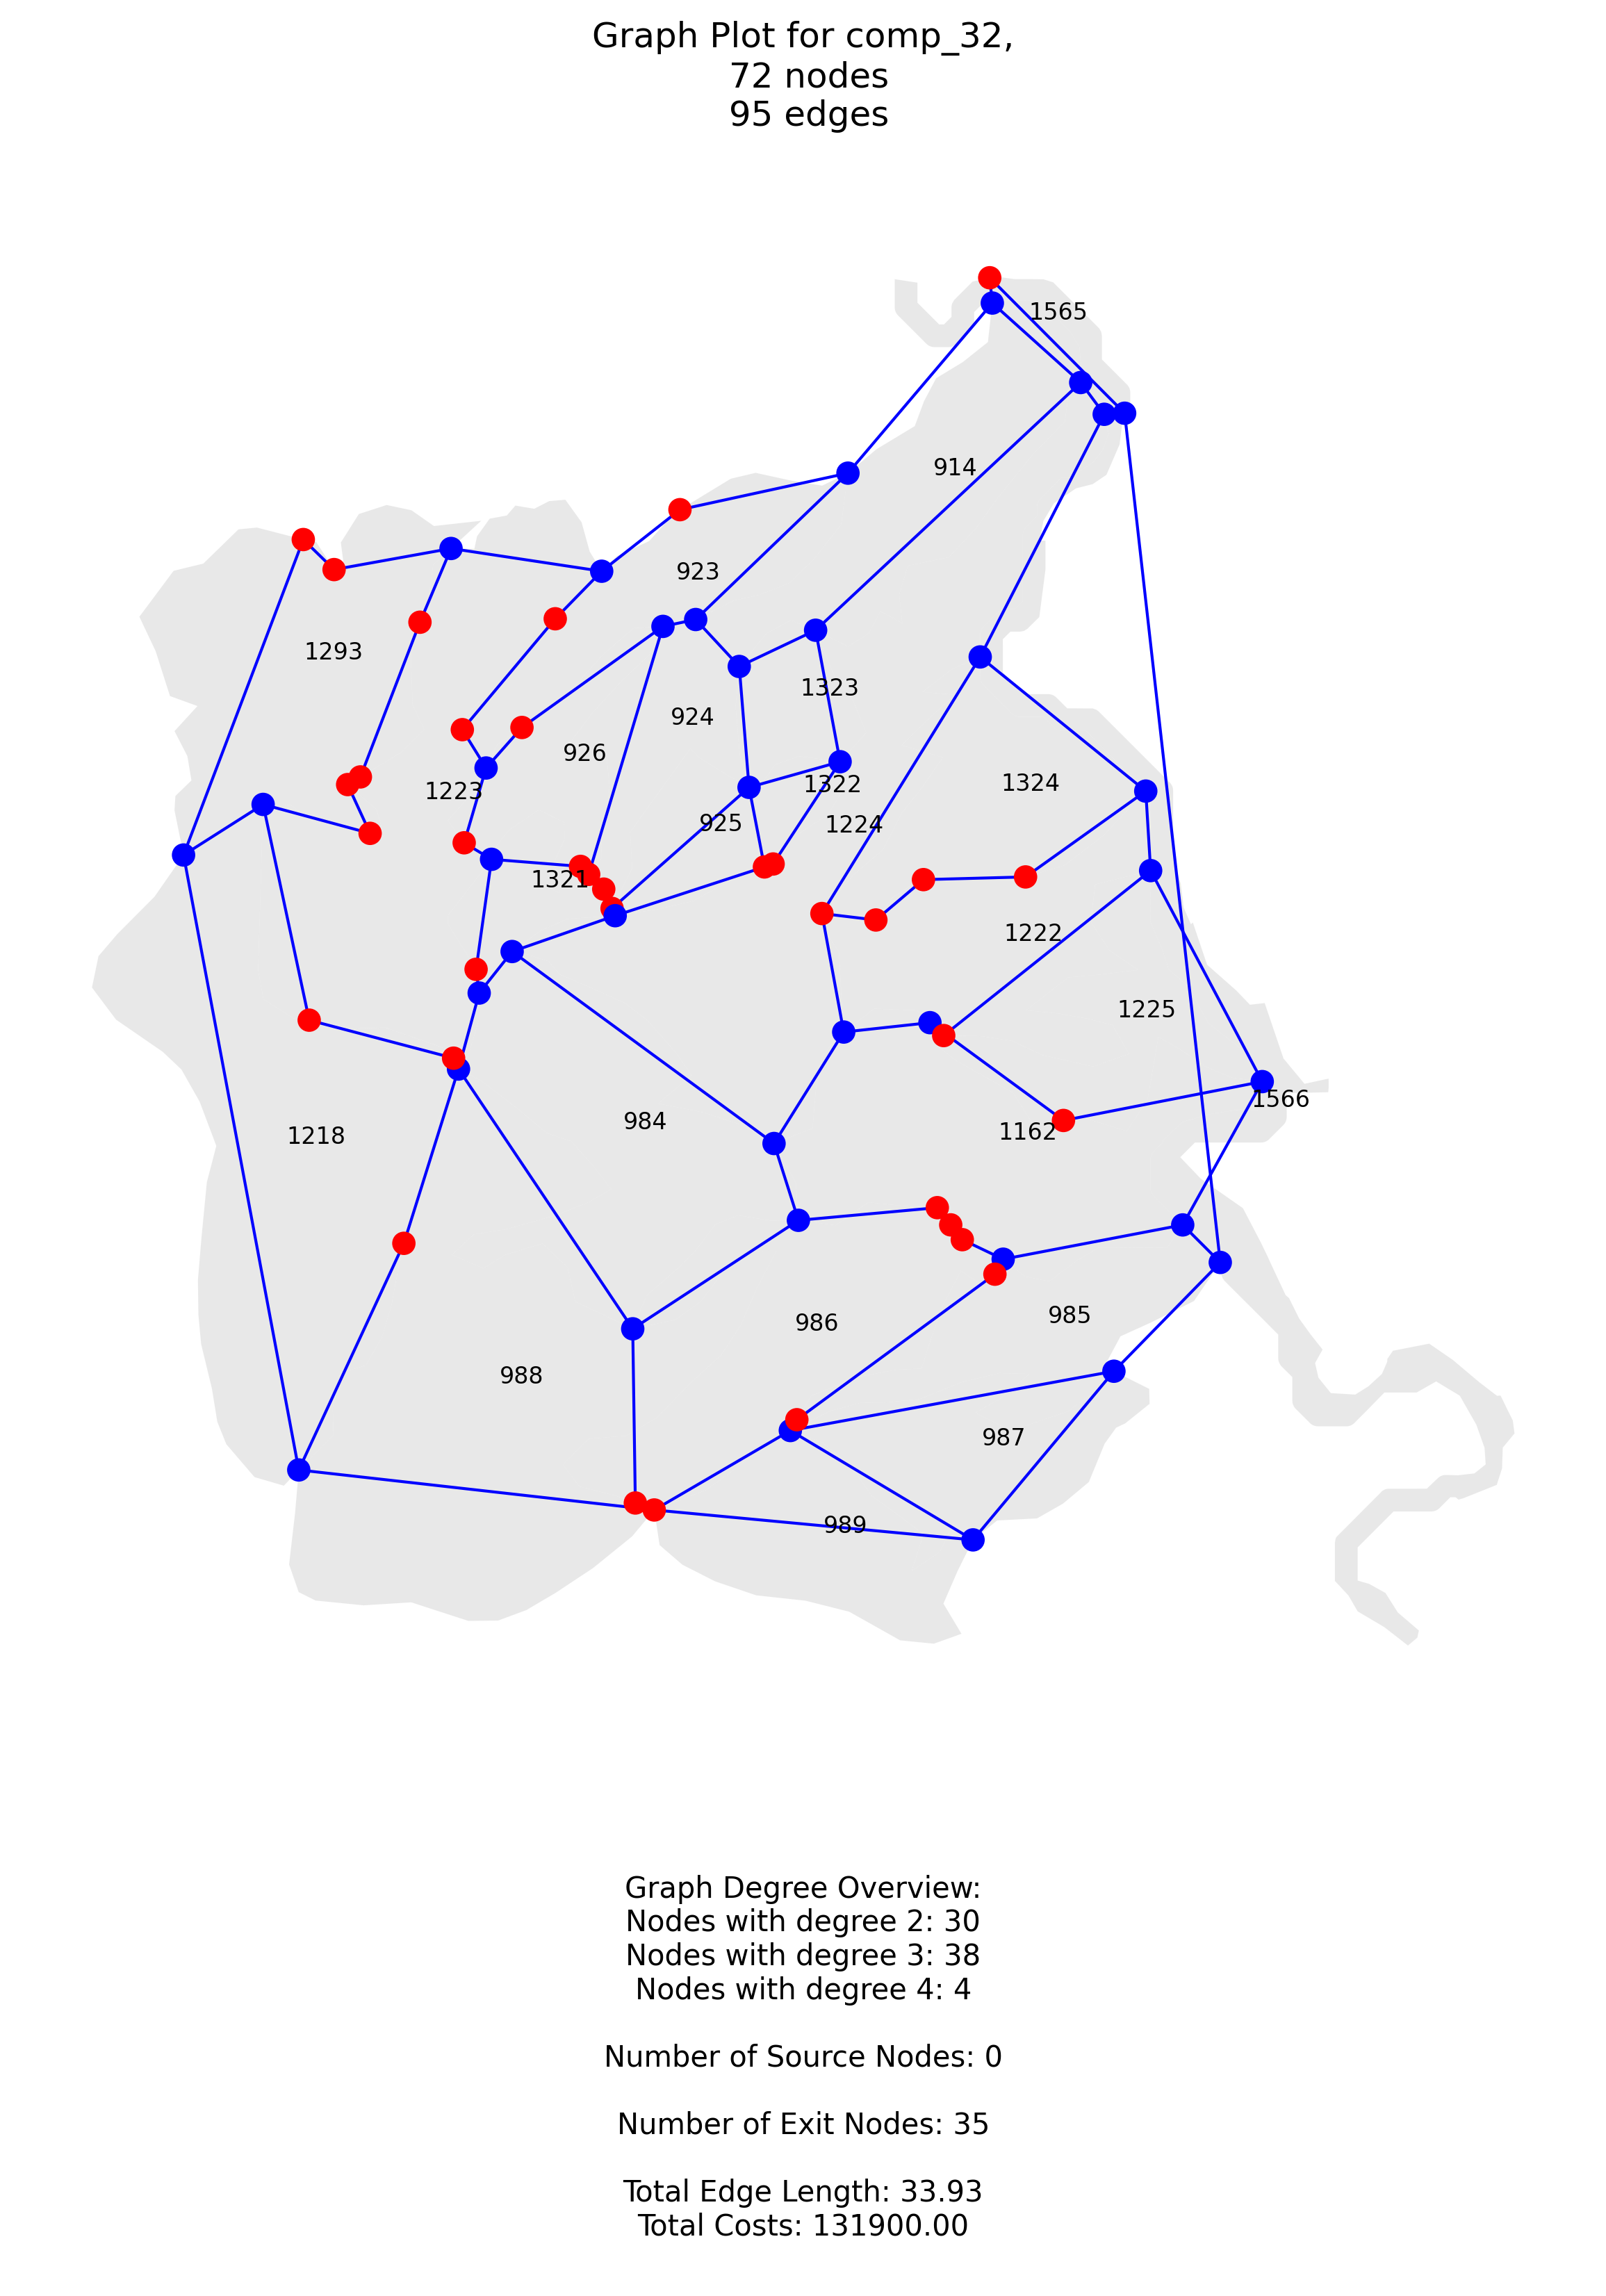 Graph Plot for comp_32,
72 nodes
95 edges
1565
914
923
1293
1323
924
926
1324
1322
1223
925
1224
1321
1222
1225
1566
984
1162
1218
985
986
988
987
989
Graph Degree Overview:
Nodes with degree 2: 30
Nodes with degree 3: 38
Nodes with degree 4: 4
Number of Source Nodes: 0
Number of Exit Nodes: 35
Total Edge Length: 33.93
Total Costs: 131900.00